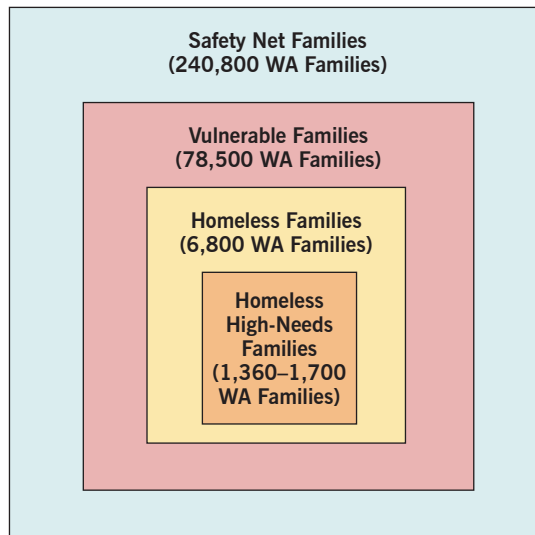 Safety Net Families
(240,800 WA Families)
Vulnerable Families
(78,500 WA Families)
Homeless Families
(6,800 WA Families)
Homeless
High-Needs
Families
(1,360–1,700
WA Families)